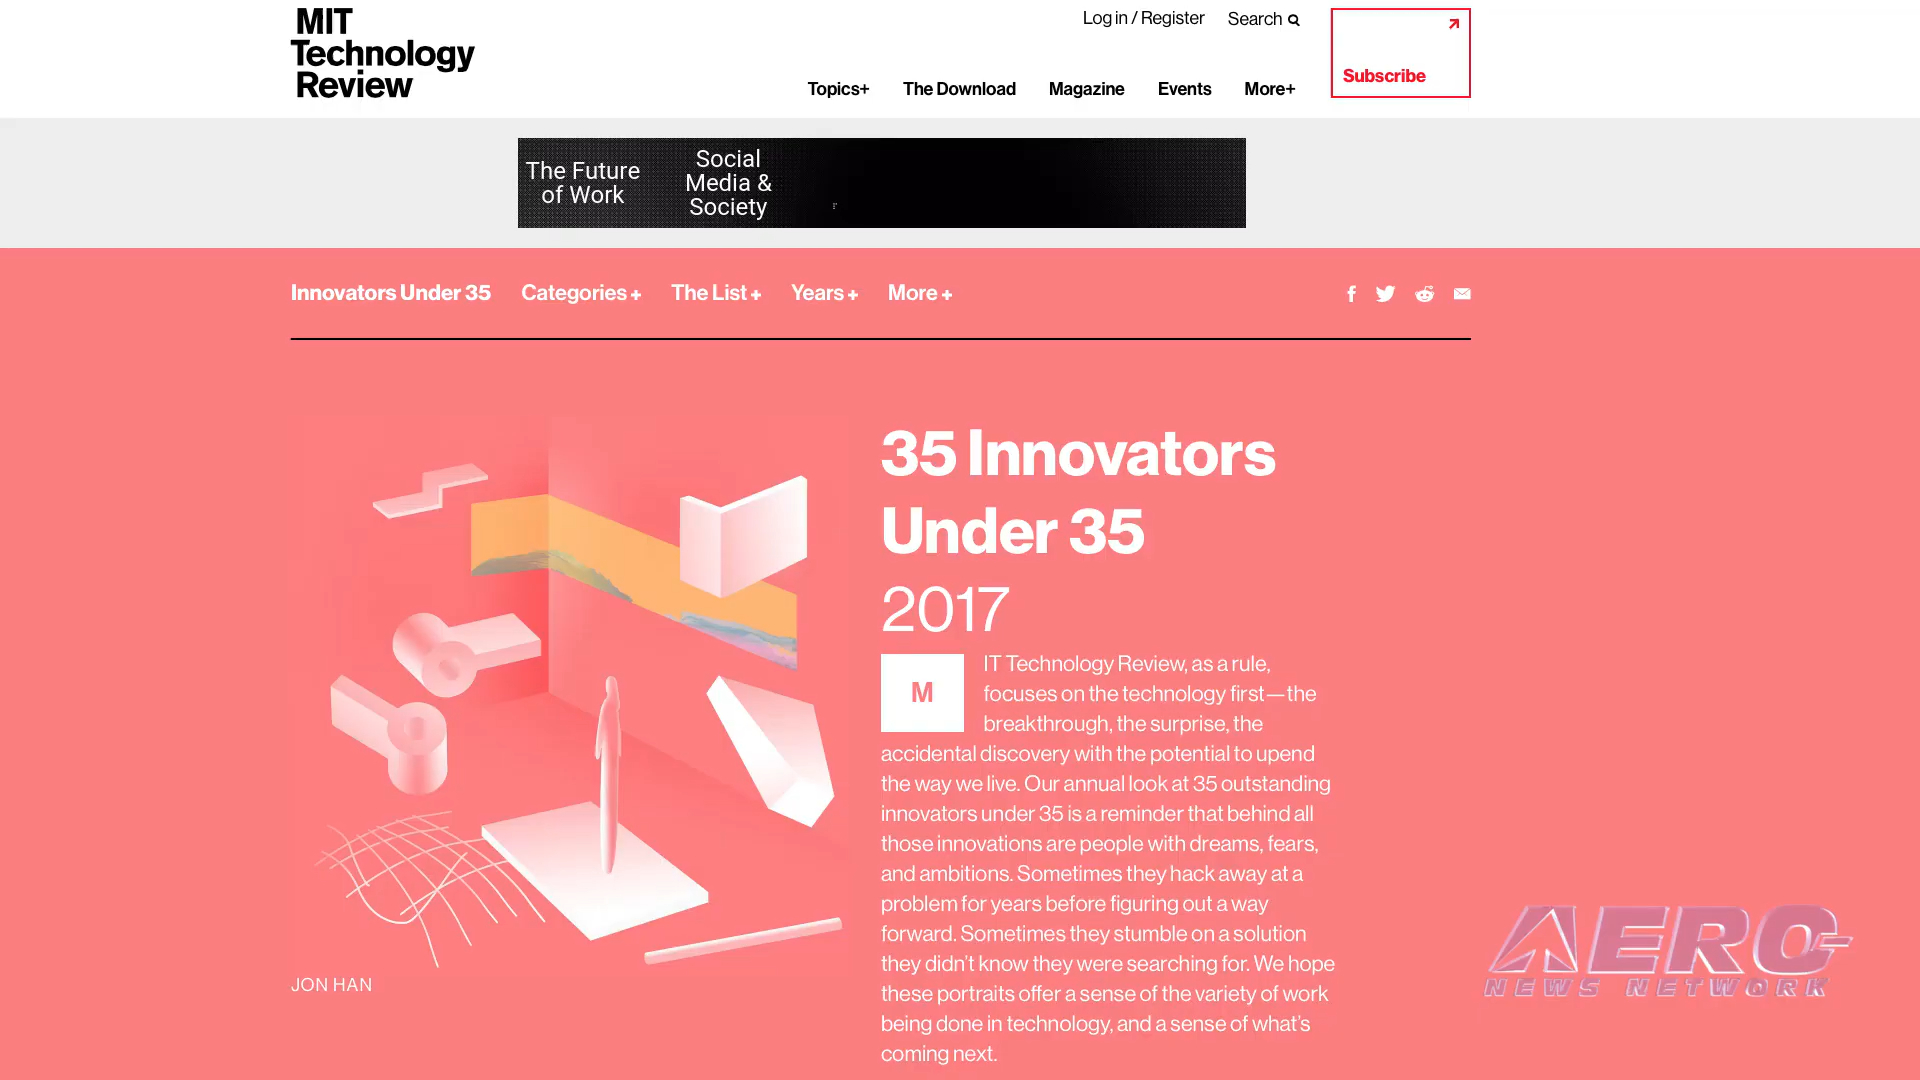 MIT
Technology
Review
Log in / Register
Search
Subscribe
Topics+
The Download
Magazine
Events
More+
The Future
of Work
Social
Media &
Society
Innovators Under 35
Categories +
The List +
Years +
More +
35 Innovators
Under 35
2017
M
IT Technology Review, as a rule,
focuses on the technology first—the
breakthrough, the surprise, the
accidental discovery with the potential to upend
the way we live. Our annual look at 35 outstanding
innovators under 35 is a reminder that behind all
those innovations are people with dreams, fears,
and ambitions. Sometimes they hack away at a
problem for years before figuring out a way
forward. Sometimes they stumble on a solution
they didn't know they were searching for. We hope
these portraits offer a sense of the variety of work
being done in technology, and a sense of what's
coming next.
JON HAN
AERO-
NEWS NETWORK